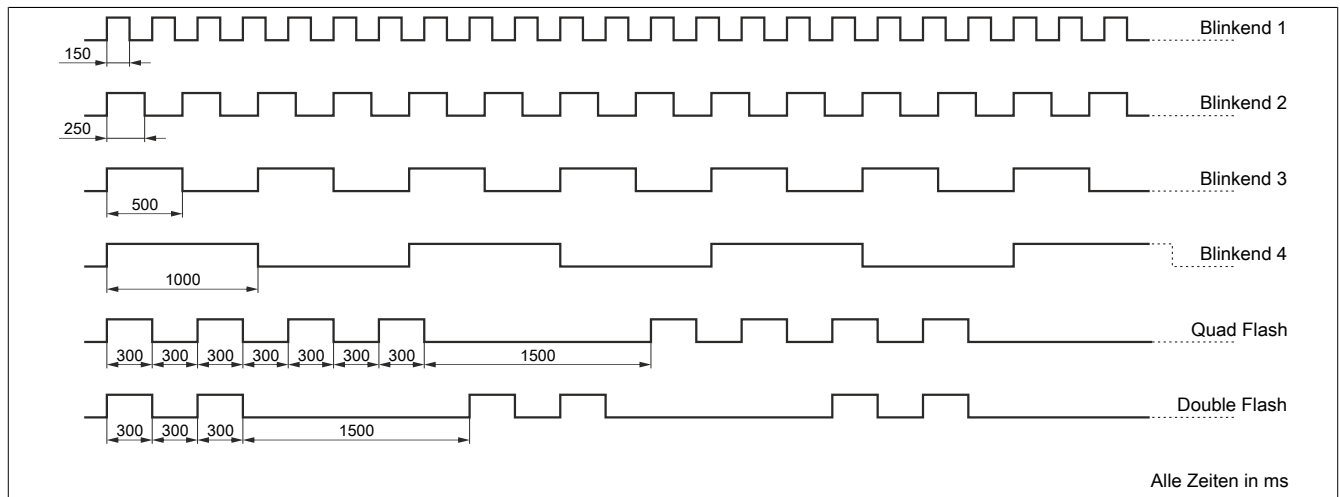 Blinkend 1
150
Blinkend 2
250
Blinkend 3
500
Blinkend 4
1000
Quad Flash
300 300 300 300 300 300 300 1500
Double Flash
300 300 300 1500
Alle Zeiten in ms